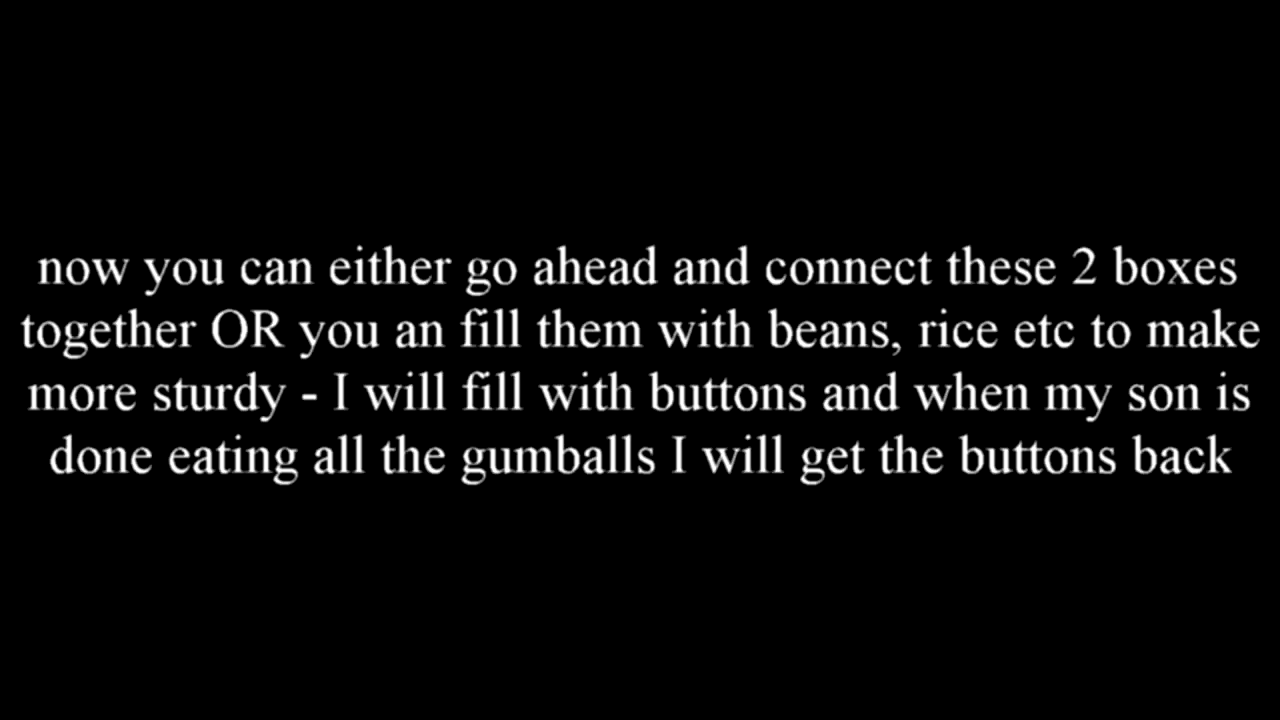 now you can either go ahead and connect these 2 boxes
together OR you an fill them with beans, rice etc to make
more sturdy - I will fill with buttons and when my son is
done eating all the gumballs I will get the buttons back